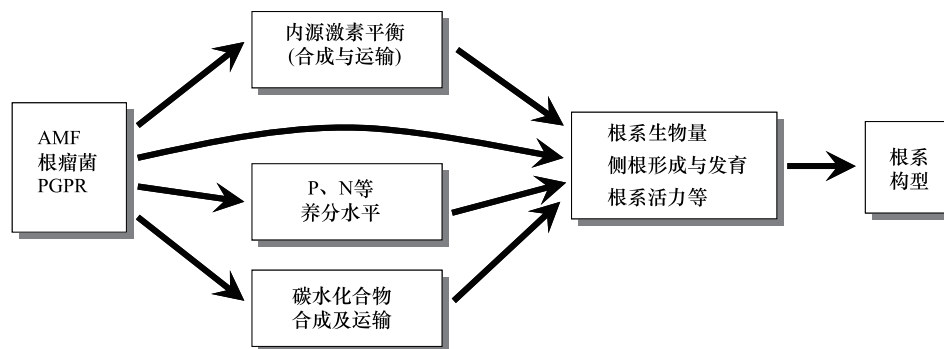 内源激素平衡
(合成与运输)
AMF
根瘤菌
PGPR
P、N等
养分水平
碳水化合物
合成及运输
根系生物量
侧根形成与发育
根系活力等
根系
构型